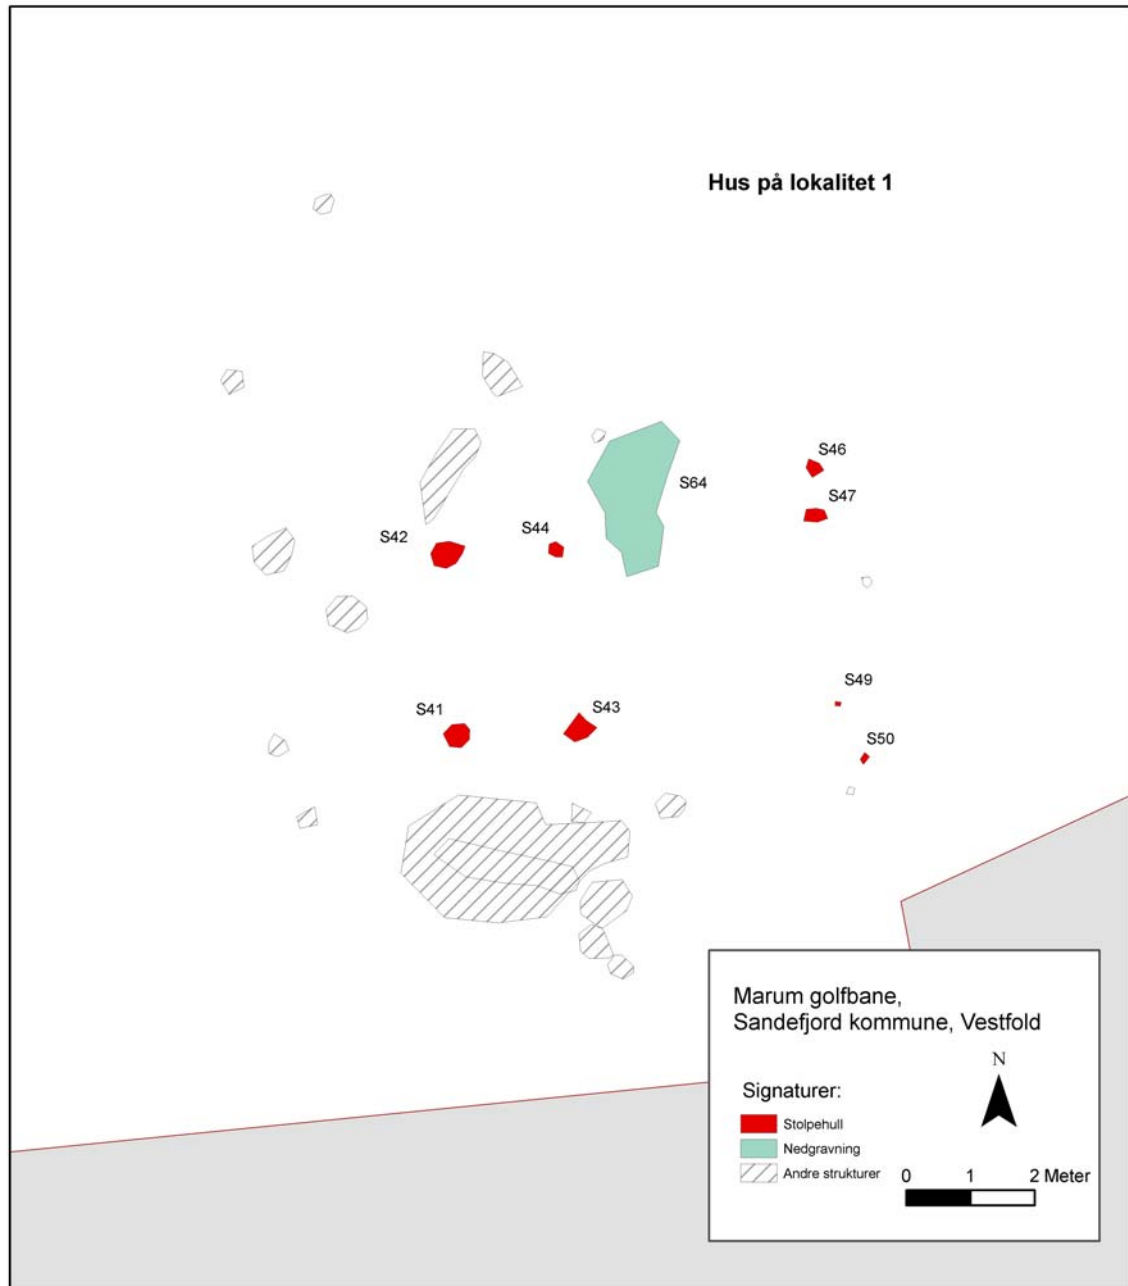 Hus på lokalitet 1
S46
S47
S64
S44
S42
S49
S43
S41
S50
Marum golfbane,
Sandefjord kommune, Vestfold
N
Signaturer:
Stolpehull
Nedgravning
Andre strukturer
0 1 2 Meter